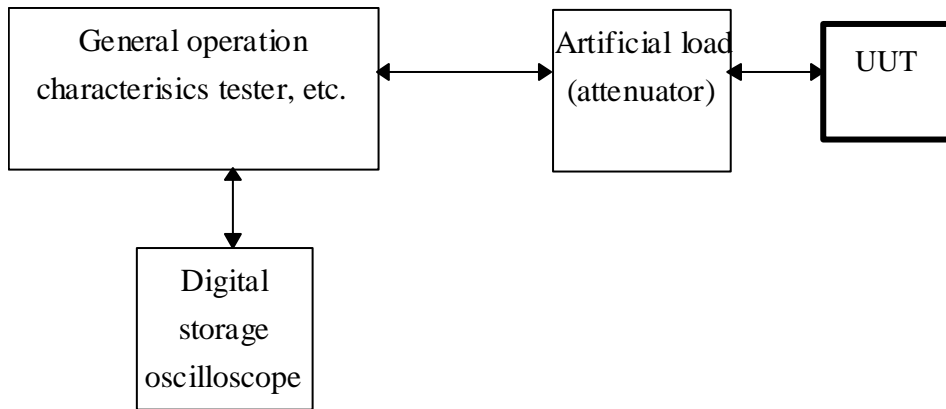 General operation
characterisics tester, etc.
Artificial load
(attenuator)
UUT
Digital
storage
oscilloscope